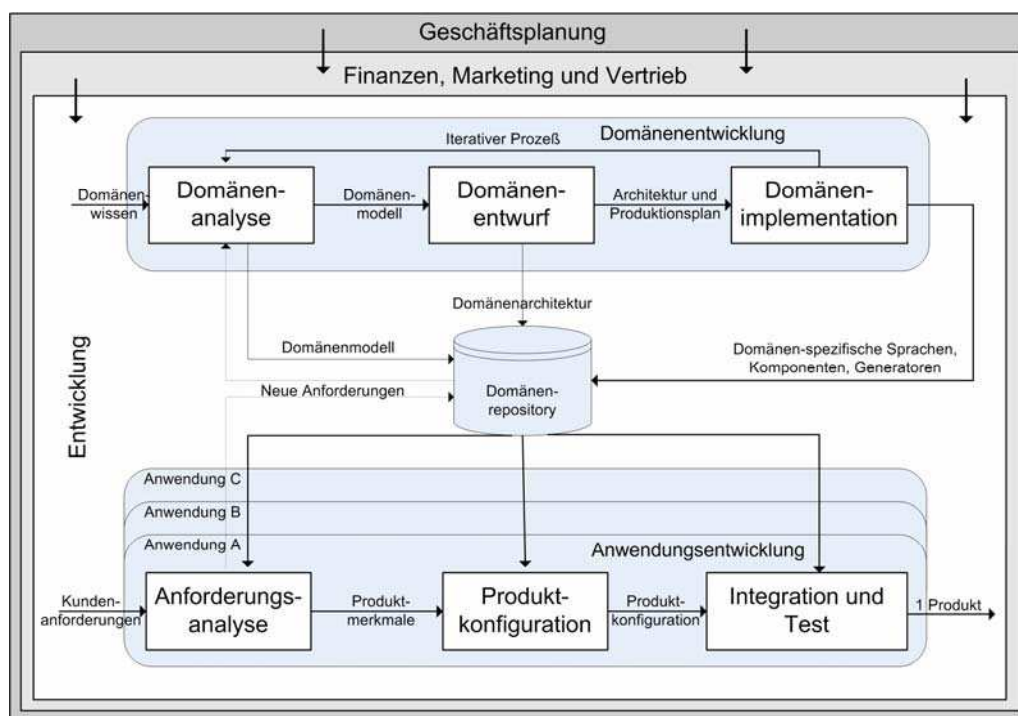 Geschäftsplanung
Finanzen, Marketing und Vertrieb
Domänenentwicklung
Iterativer Prozeß
Domänen-
wissen
Domänen-
analyse
Domänen-
modell
Domänen-
entwurf
Architektur und
Produktionsplan
Domänen-
implementation
Domänenarchitektur
Domänenmodell
Domänen-spezifische Sprachen,
Komponenten, Generatoren
Neue Anforderungen
Domänen-
repository
Entwicklung
Anwendung C
Anwendung B
Anwendung A
Anwendungsentwicklung
Kunden-
anforderungen
Anforderungs-
analyse
Produkt-
merkmale
Produkt-
konfiguration
Produkt-
konfiguration
Integration und
Test
1 Produkt